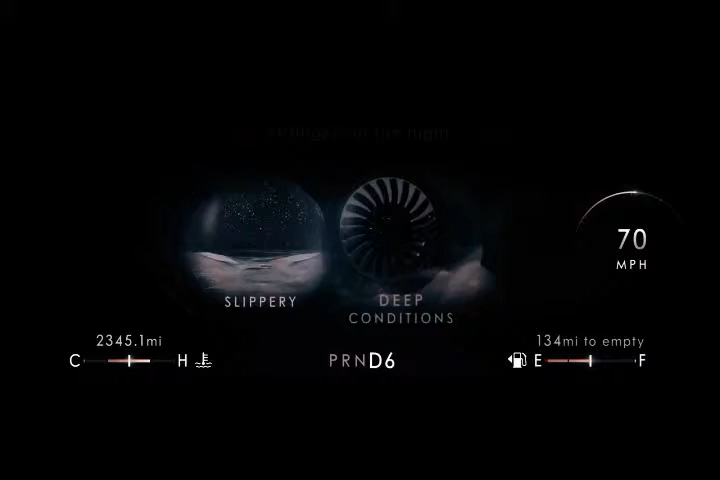 SLIPPERY
DEEP
CONDITIONS
70
MPH
2345.1mi
C H
PRND6
134mi to empty
E F